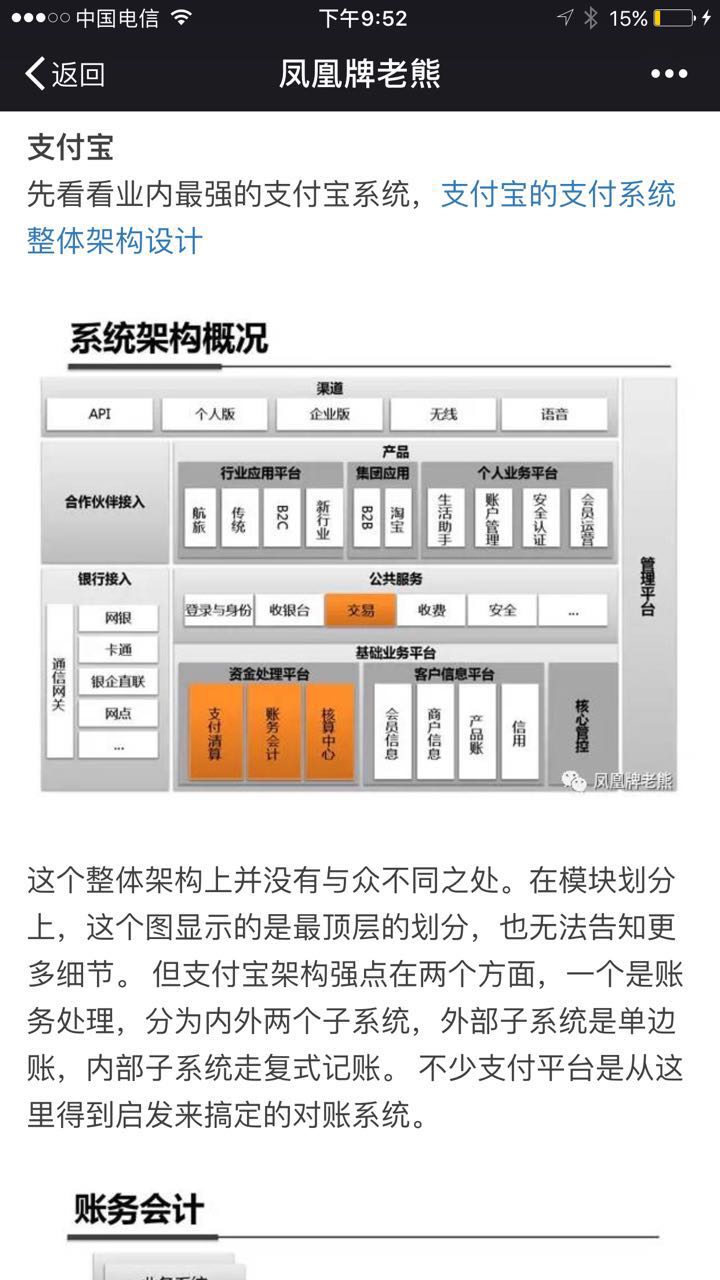 中国电信 下午9:52 15%
返回 凤凰牌老熊
支付宝
先看看业内最强的支付宝系统，支付宝的支付系统
整体架构设计
系统架构概况
渠道
API 个人版 企业版 无线 语音
合作伙伴接入
产品
行业应用平台 集团应用 个人业务平台
航旅 传统 B2C 新行业 B2B 淘宝 生活助手 账户管理 安全认证 会员运营
管理平台
银行接入
通信网关
网银
卡通
银企直联
网点
...
公共服务
登录与身份 收银台 交易 收费 安全 ...
基础业务平台
资金处理平台 客户信息平台
支付清算 账务会计 核算中心 会员信息 商户信息 产品账 信用 核心管控
凤凰牌老熊
这个整体架构上并没有与众不同之处。在模块划分
上，这个图显示的是最顶层的划分，也无法告知更
多细节。 但支付宝架构强点在两个方面，一个是账
务处理，分为内外两个子系统，外部子系统是单边
账，内部子系统走复式记账。 不少支付平台是从这
里得到启发来搞定的对账系统。
账务会计
业务系统